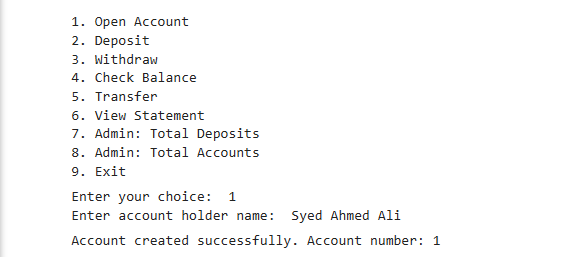 1. Open Account
2. Deposit
3. Withdraw
4. Check Balance
5. Transfer
6. View Statement
7. Admin: Total Deposits
8. Admin: Total Accounts
9. Exit
Enter your choice:  1
Enter account holder name:  Syed Ahmed Ali
Account created successfully. Account number: 1